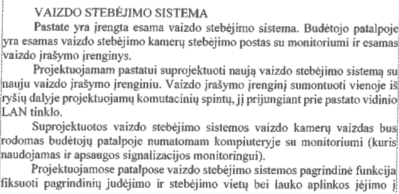 VAIZDO STEBĖJIMO SISTEMA
Pastate yra įrengta esama vaizdo stebėjimo sistema. Budėtojo patalpoje
yra esamas vaizdo stebėjimo kamerų stebėjimo postas su monitoriumi ir esamas
vaizdo įrašymo įrenginys.
Projektuojamam pastatui suprojektuoti naują vaizdo stebėjimo sistemą su
nauju vaizdo įrašymo įrenginiu. Vaizdo įrašymo įrenginį sumontuoti vienoje iš
ryšių dalyje projektuojamų komutacinių spintų, jį prijungiant prie pastato vidinio
LAN tinklo.
Suprojektuotos vaizdo stebėjimo sistemos vaizdo kamerų vaizdas bus
rodomas budėtojų patalpoje numatomam kompiuteryje su monitoriumi (kuris
naudojamas ir apsaugos signalizacijos monitoringui).
Projektuojamose patalpose vaizdo stebėjimo sistemos pagrindinė funkcija
fiksuoti pagrindinių judėjimo ir stebėjimo vietų bei lauko aplinkos įėjimo į